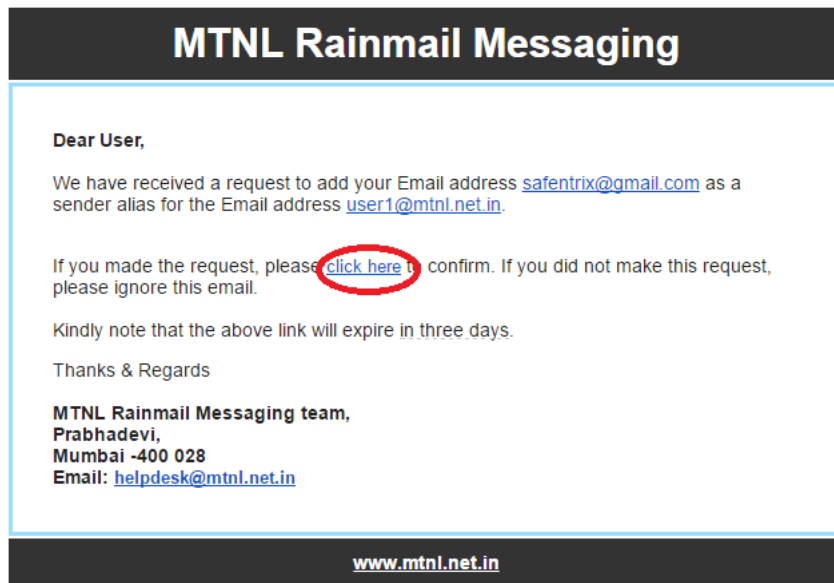 MTNL Rainmail Messaging
Dear User,
We have received a request to add your Email address safentrix@gmail.com as a
sender alias for the Email address user1@mtnl.net.in.
If you made the request, please click here to confirm. If you did not make this request,
please ignore this email.
Kindly note that the above link will expire in three days.
Thanks & Regards
MTNL Rainmail Messaging team,
Prabhadevi,
Mumbai -400 028
Email: helpdesk@mtnl.net.in
www.mtnl.net.in